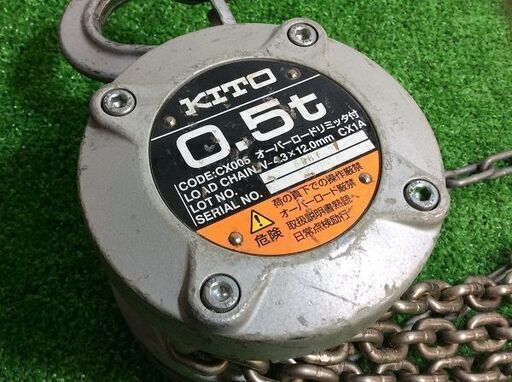 KITO
0.5t
CODE:CX005 オーバーロードリミッタ付
LOAD CHAIN V-4.3×12.0mm CX1A
LOT NO.
SERIAL NO.
危険
荷の真下での操作厳禁
オーバーロード厳禁
取扱説明書熟読
日常点検励行